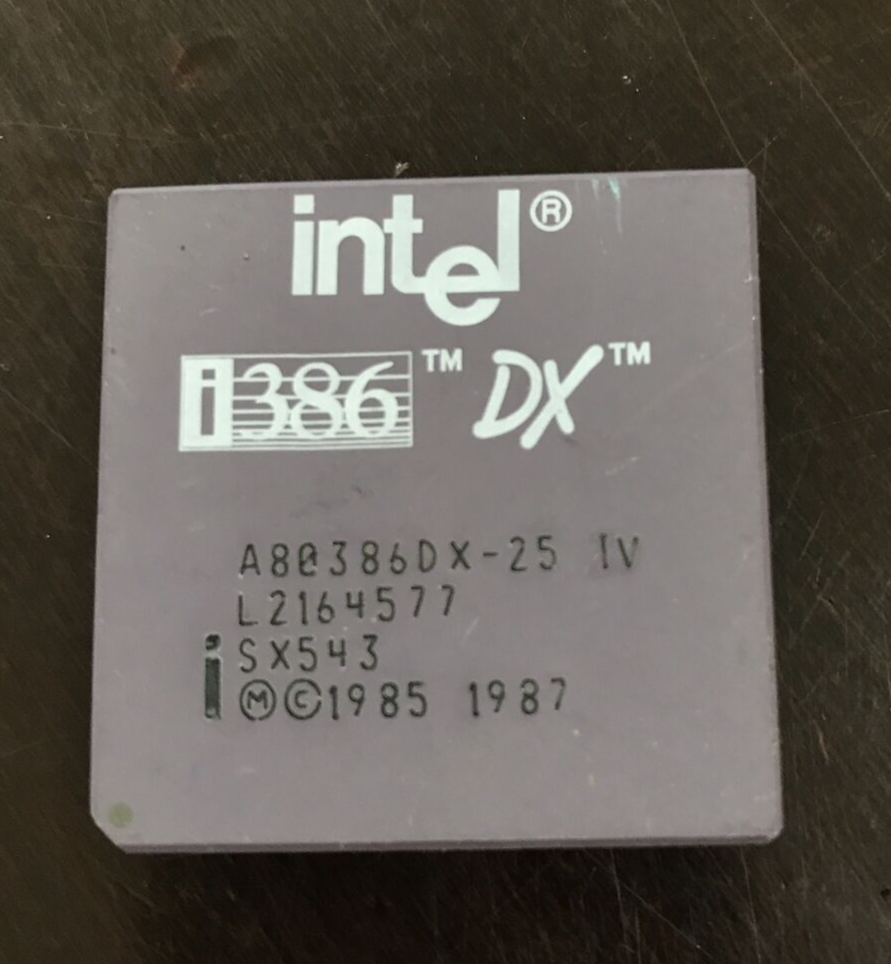 intel®
i386™ DX™
A80386DX-25 IV
L2164577
i SX543
Ⓜ©1985 1987